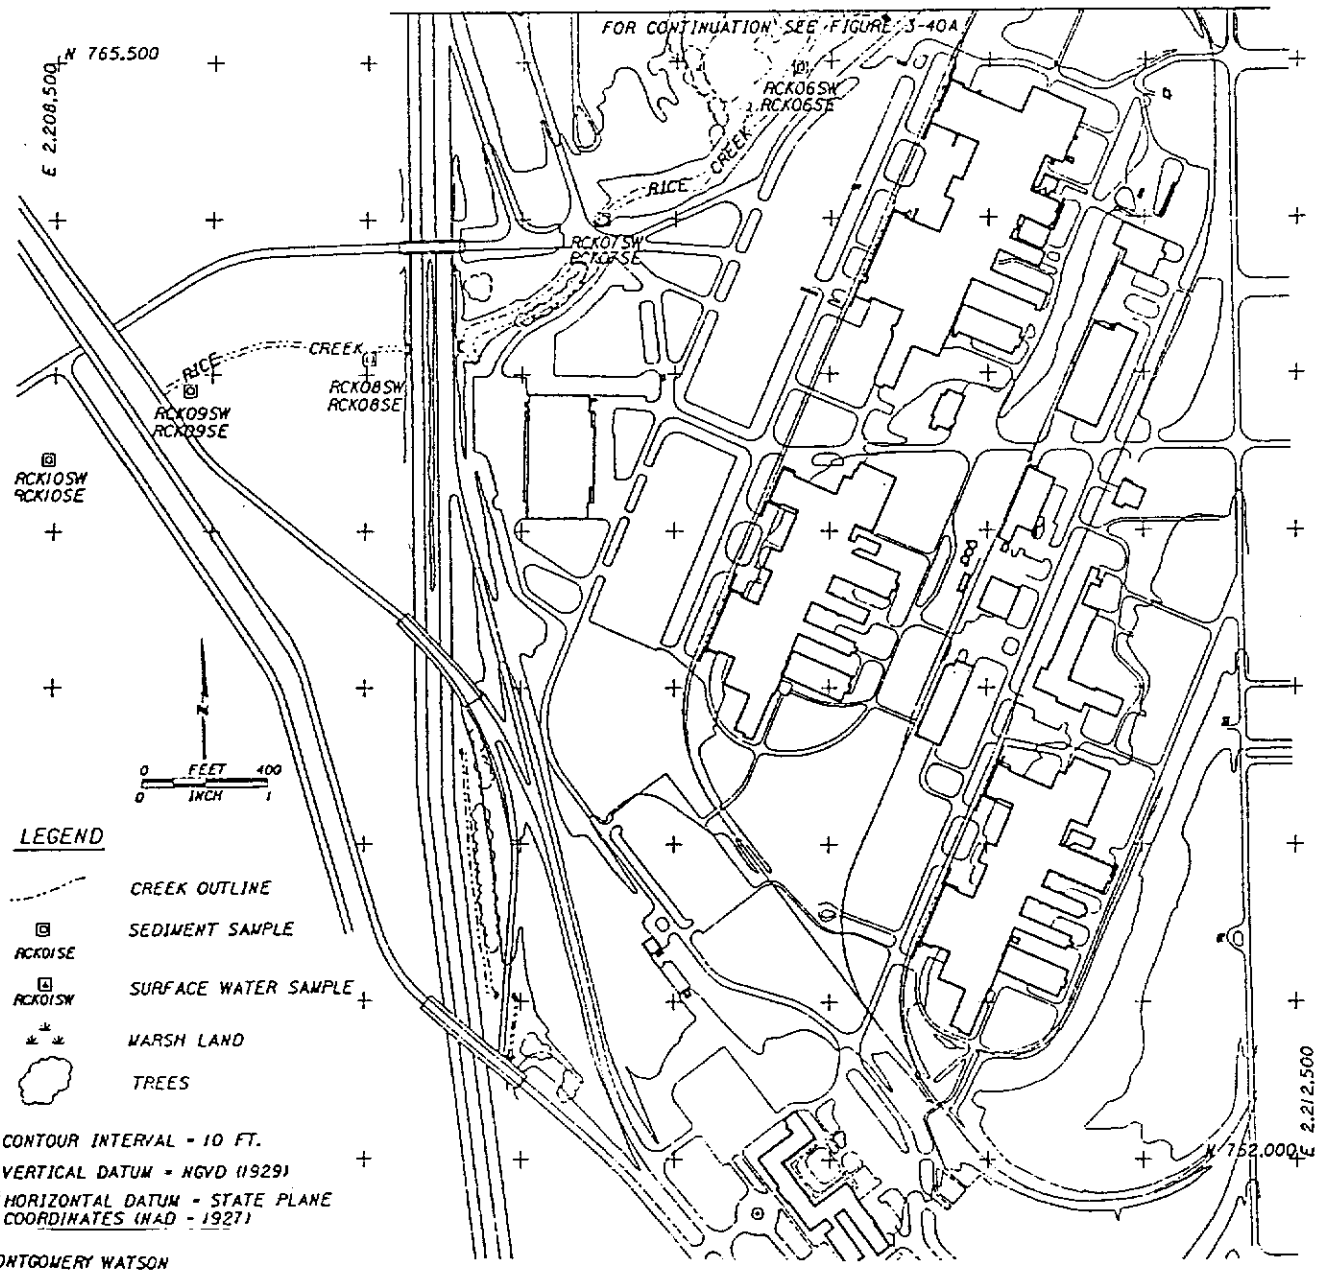 FOR CONTINUATION SEE FIGURE 3-40A
N 765.500
E 2.208.500
RCK06SW
RCK06SE
RICE CREEK
RCK07SW
RCK07SE
RICE CREEK
RCK08SW
RCK08SE
RCK09SW
RCK09SE
RCK10SW
RCK10SE
N
0 FEET 400
0 INCH 1
LEGEND
CREEK OUTLINE
SEDIMENT SAMPLE
RCK01SE
SURFACE WATER SAMPLE
RCK01SW
MARSH LAND
TREES
CONTOUR INTERVAL = 10 FT.
VERTICAL DATUM = NGVD (1929)
HORIZONTAL DATUM = STATE PLANE
COORDINATES (NAD - 1927)
N 752.000
E 2.212.500
ONTGOMERY WATSON